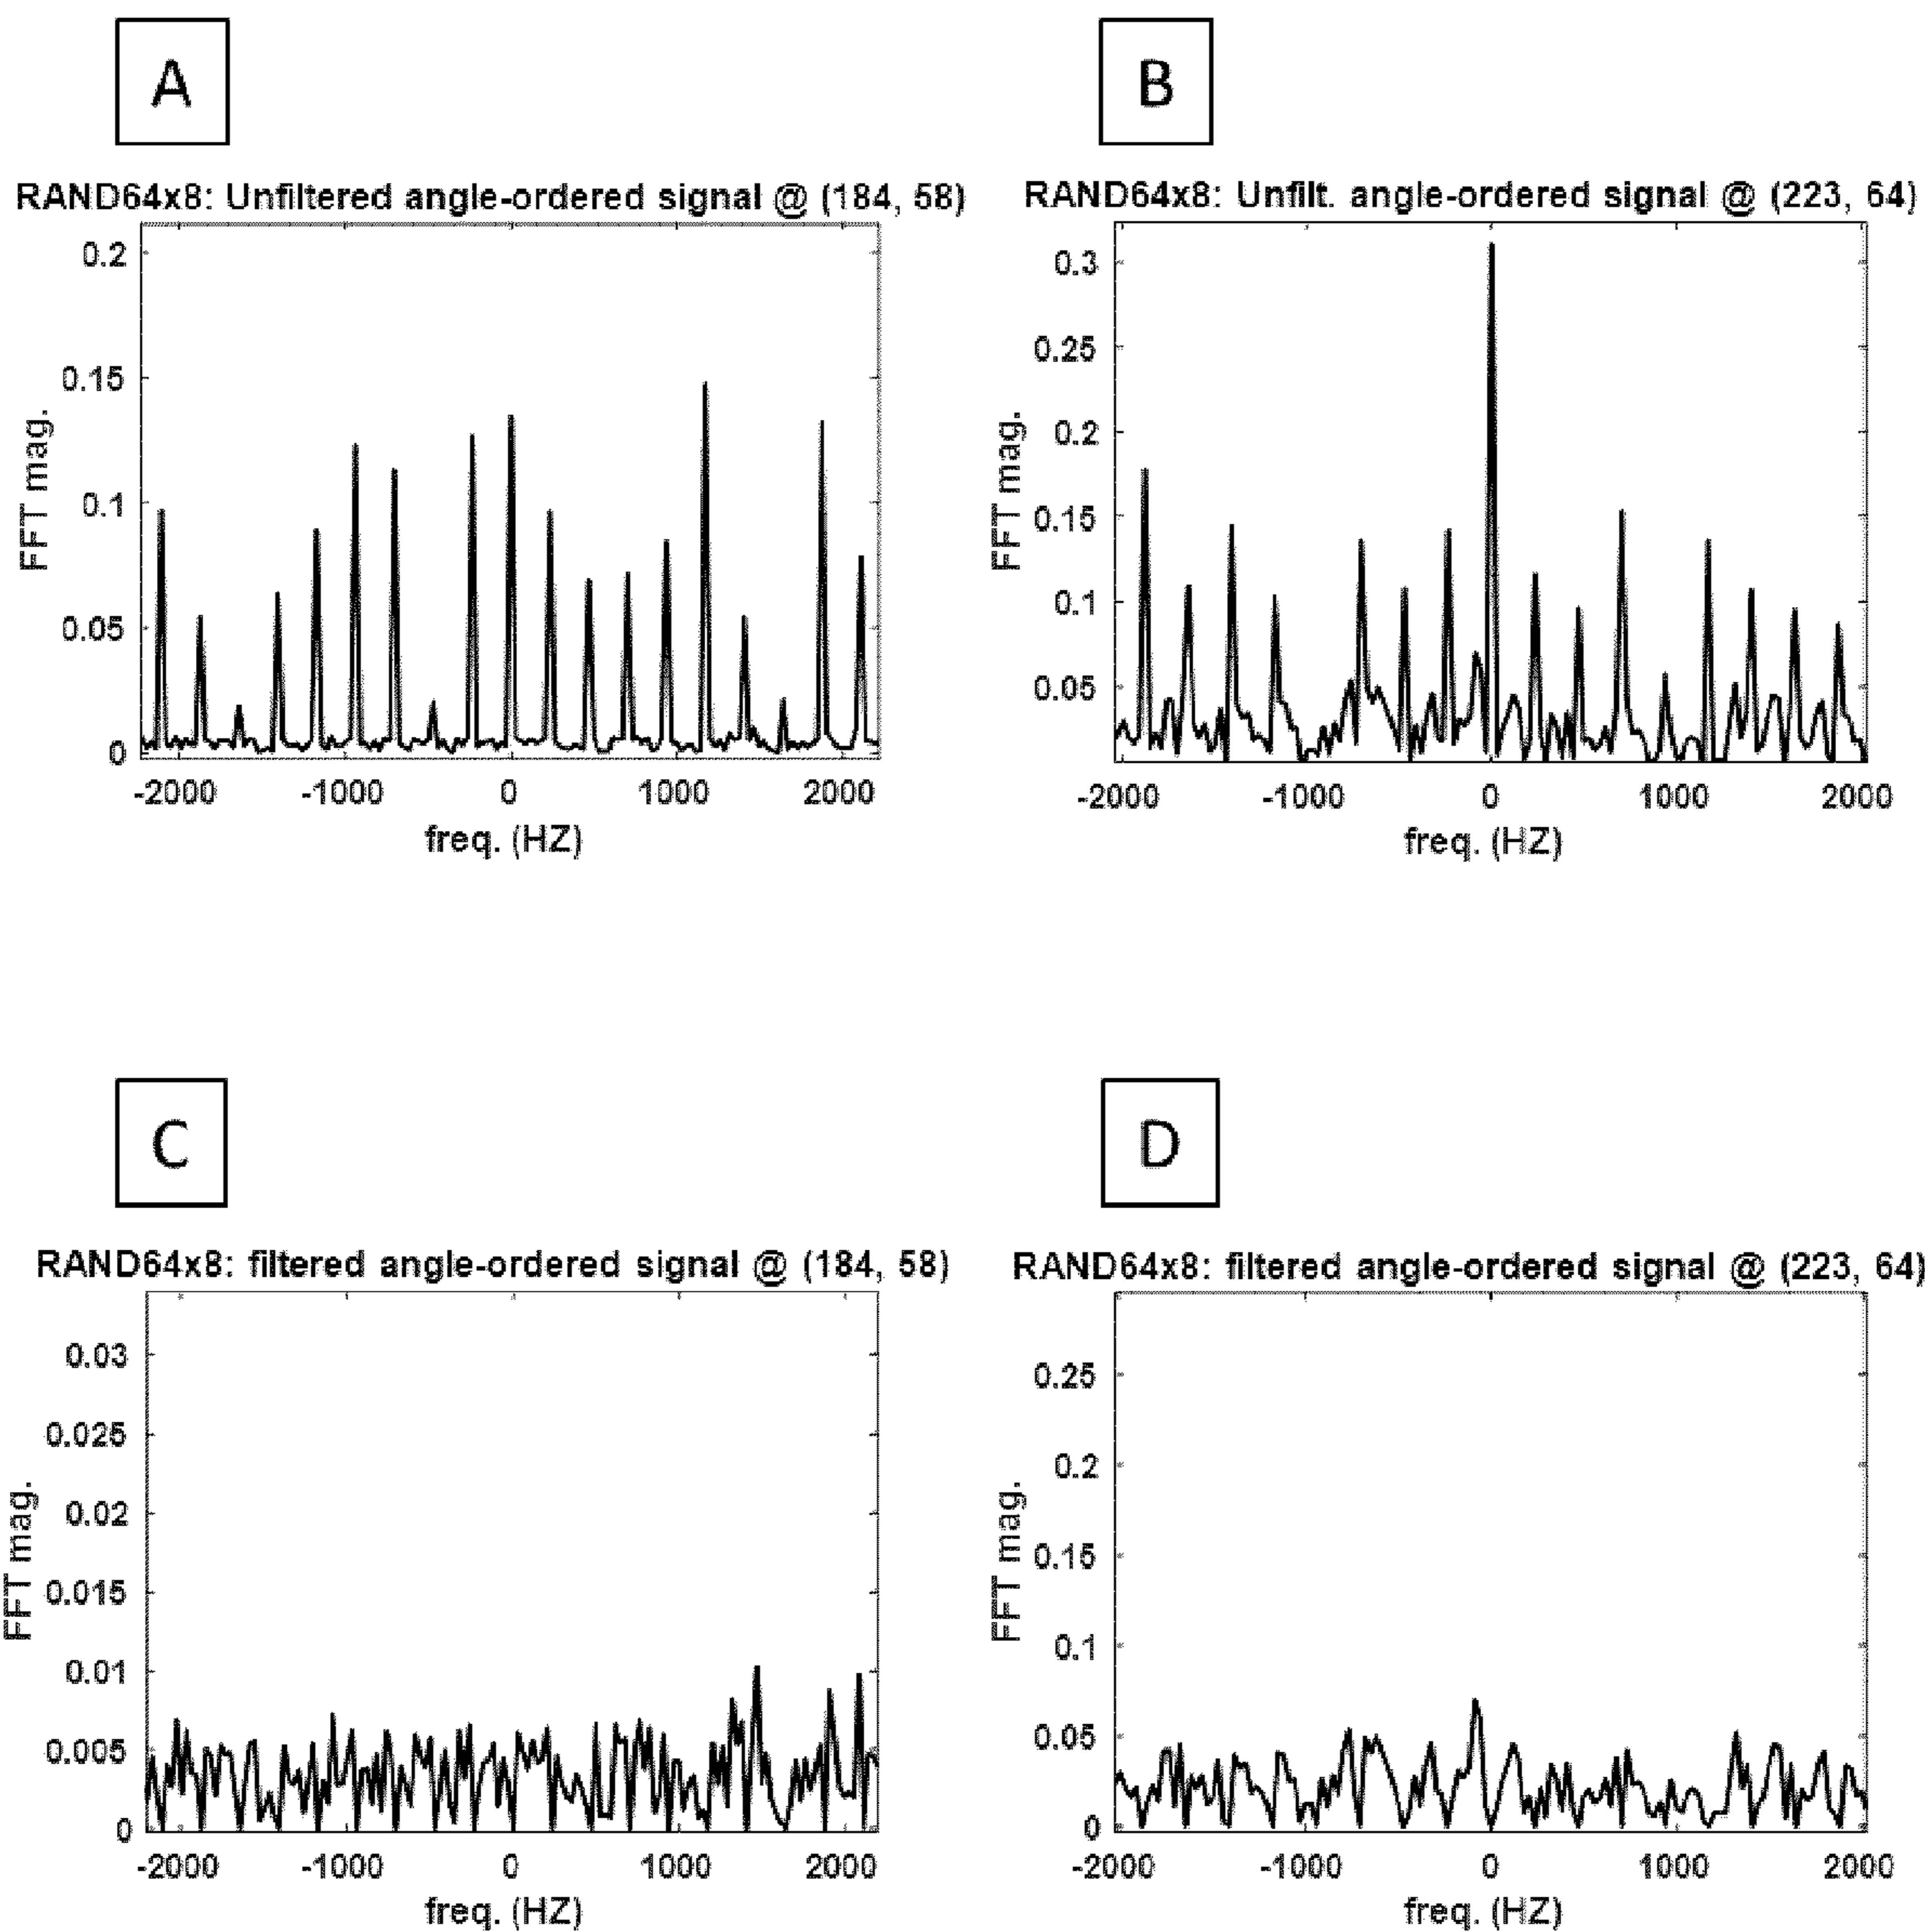 A
B
RAND64x8: Unfiltered angle-ordered signal @ (184, 58)
RAND64x8: Unfilt. angle-ordered signal @ (223, 64)
FFT mag.
0.2
0.15
0.1
0.05
0
-2000 -1000 0 1000 2000
freq. (HZ)
FFT mag.
0.3
0.25
0.2
0.15
0.1
0.05
-2000 -1000 0 1000 2000
freq. (HZ)
C
D
RAND64x8: filtered angle-ordered signal @ (184, 58)
RAND64x8: filtered angle-ordered signal @ (223, 64)
FFT mag.
0.03
0.025
0.02
0.015
0.01
0.005
0
-2000 -1000 0 1000 2000
freq. (HZ)
FFT mag.
0.25
0.2
0.15
0.1
0.05
0
-2000 -1000 0 1000 2000
freq. (HZ)